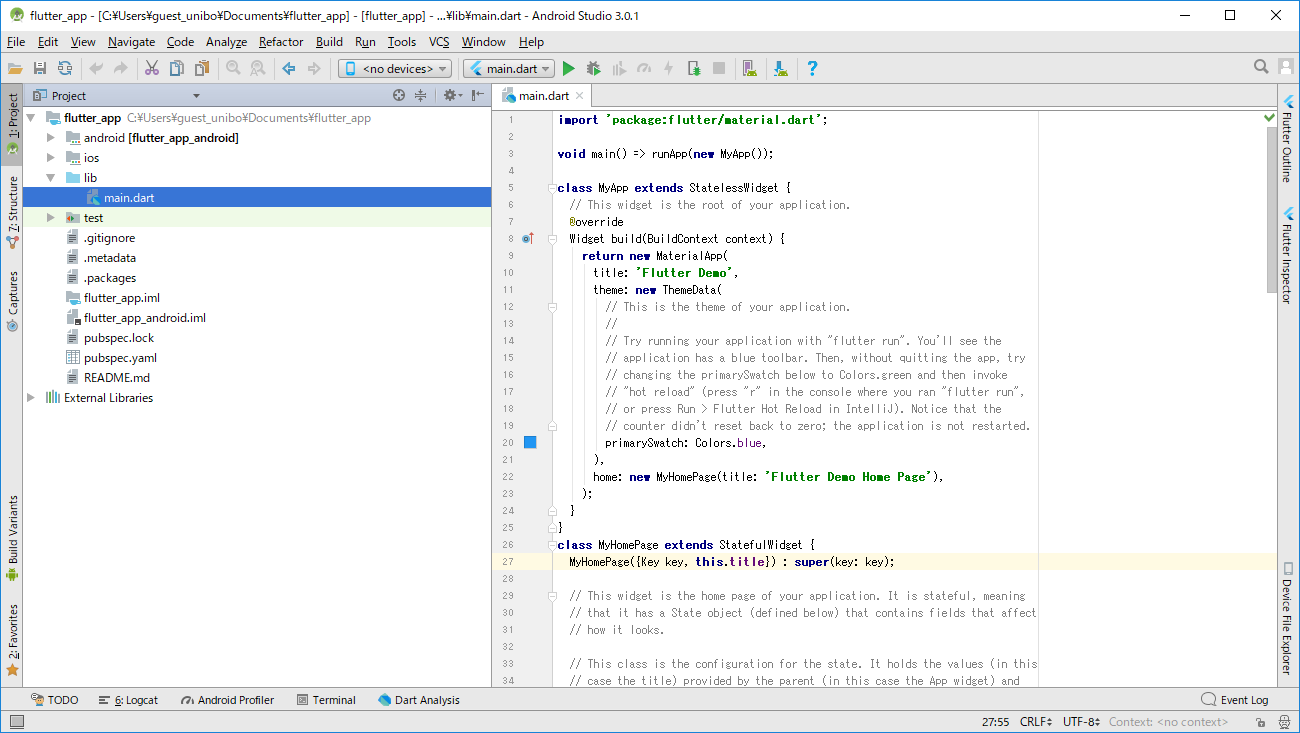 flutter_app - [C:¥Users¥guest_unibo¥Documents¥flutter_app] - [flutter_app] - ...¥lib¥main.dart - Android Studio 3.0.1
File Edit View Navigate Code Analyze Refactor Build Run Tools VCS Window Help
<no devices> main.dart
1: Project
7: Structure
Captures
Build Variants
2: Favorites
Project
flutter_app C:¥Users¥guest_unibo¥Documents¥flutter_app
android [flutter_app_android]
ios
lib
main.dart
test
.gitignore
.metadata
.packages
flutter_app.iml
flutter_app_android.iml
pubspec.lock
pubspec.yaml
README.md
External Libraries
main.dart
1 import 'package:flutter/material.dart';
2
3 void main() => runApp(new MyApp());
4
5 class MyApp extends StatelessWidget {
6 // This widget is the root of your application.
7 @override
8 Widget build(BuildContext context) {
9 return new MaterialApp(
10 title: 'Flutter Demo',
11 theme: new ThemeData(
12 // This is the theme of your application.
13 //
14 // Try running your application with "flutter run". You'll see the
15 // application has a blue toolbar. Then, without quitting the app, try
16 // changing the primarySwatch below to Colors.green and then invoke
17 // "hot reload" (press "r" in the console where you ran "flutter run",
18 // or press Run > Flutter Hot Reload in IntelliJ). Notice that the
19 // counter didn't reset back to zero; the application is not restarted.
20 primarySwatch: Colors.blue,
21 ),
22 home: new MyHomePage(title: 'Flutter Demo Home Page'),
23 );
24 }
25 }
26 class MyHomePage extends StatefulWidget {
27 MyHomePage({Key key, this.title}) : super(key: key);
28
29 // This widget is the home page of your application. It is stateful, meaning
30 // that it has a State object (defined below) that contains fields that affect
31 // how it looks.
32
33 // This class is the configuration for the state. It holds the values (in this
34 // case the title) provided by the parent (in this case the App widget) and
Flutter Outline
Flutter Inspector
Device File Explorer
TODO 6: Logcat Android Profiler Terminal Dart Analysis Event Log
27:55 CRLF UTF-8 Context: <no context>